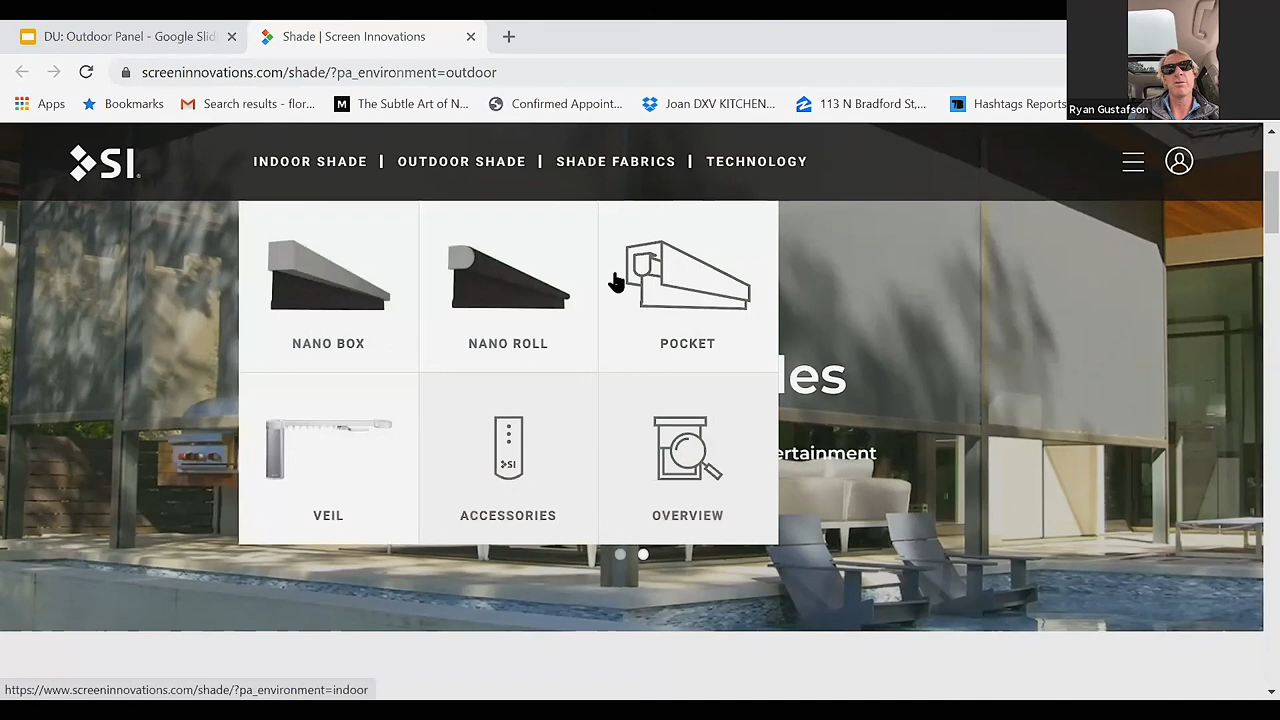 DU: Outdoor Panel - Google Slid
Shade | Screen Innovations
screeninnovations.com/shade/?pa_environment=outdoor
Apps
Bookmarks
Search results - flor...
M
The Subtle Art of N...
Confirmed Appoint...
Joan DXV KITCHEN...
113 N Bradford St,...
Hashtags Reports
Ryan Gustafson
SI
INDOOR SHADE | OUTDOOR SHADE | SHADE FABRICS | TECHNOLOGY
NANO BOX
NANO ROLL
POCKET
les
ertainment
SI
VEIL
ACCESSORIES
OVERVIEW
https://www.screeninnovations.com/shade/?pa_environment=indoor